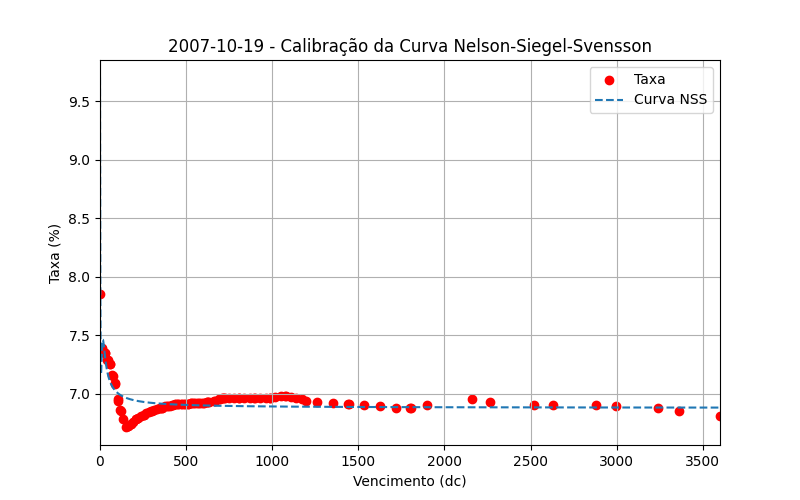 2007-10-19 - Calibração da Curva Nelson-Siegel-Svensson
Taxa
Curva NSS
Taxa (%)
9.5
9.0
8.5
8.0
7.5
7.0
0 500 1000 1500 2000 2500 3000 3500
Vencimento (dc)